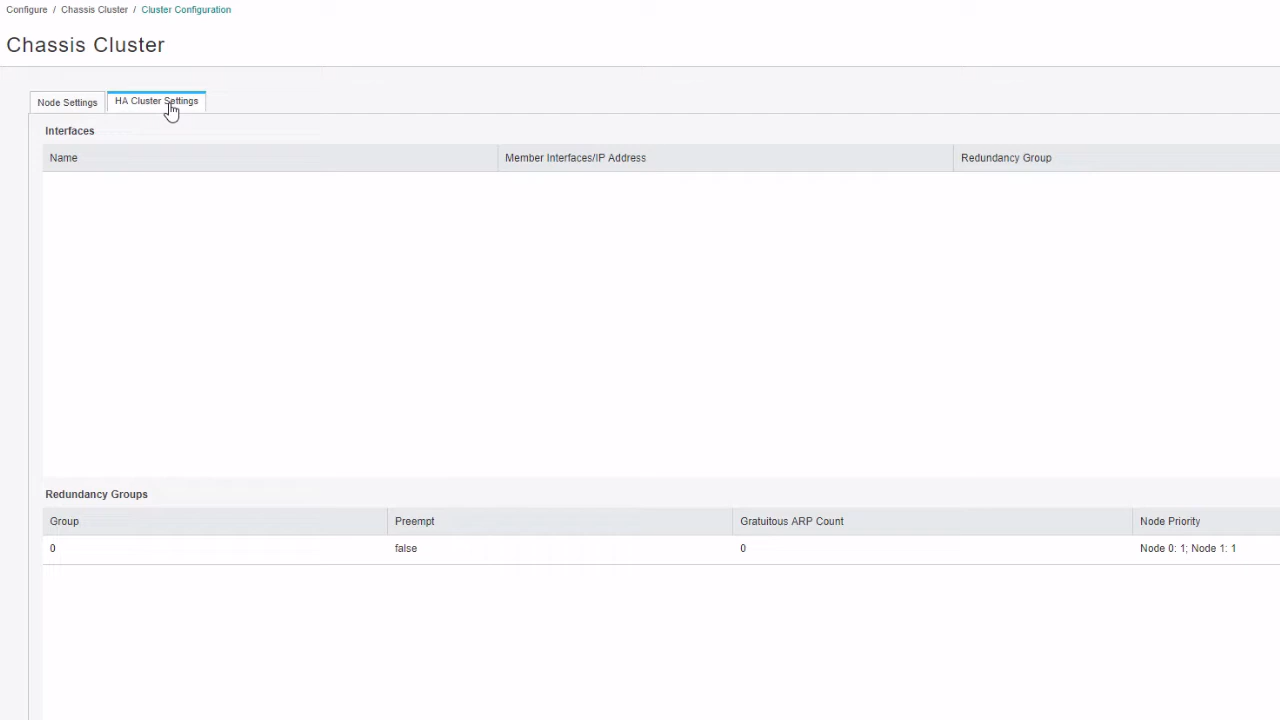 Configure / Chassis Cluster / Cluster Configuration
Chassis Cluster
Node Settings HA Cluster Settings
Interfaces
Name Member Interfaces/IP Address Redundancy Group
Redundancy Groups
Group Preempt Gratuitous ARP Count Node Priority
0 false 0 Node 0: 1; Node 1: 1